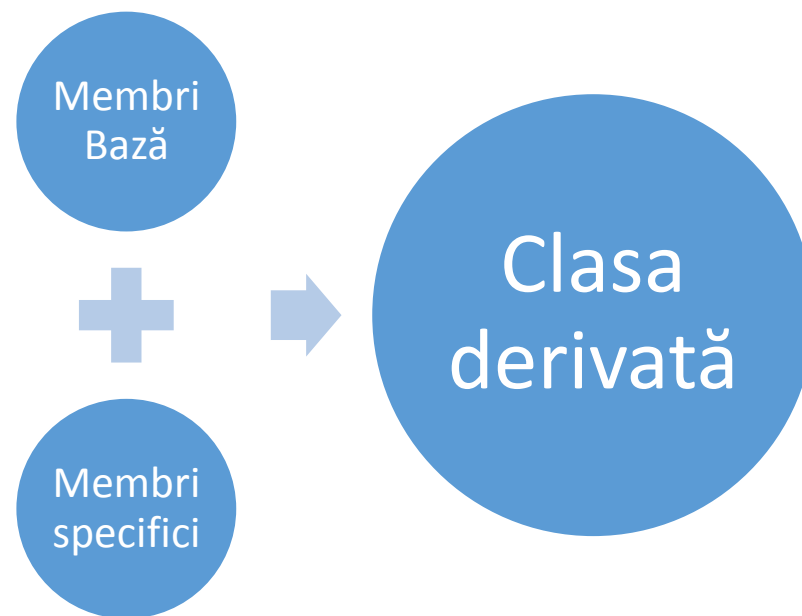 Membri
Bază
Membri
specifici
Clasa
derivată